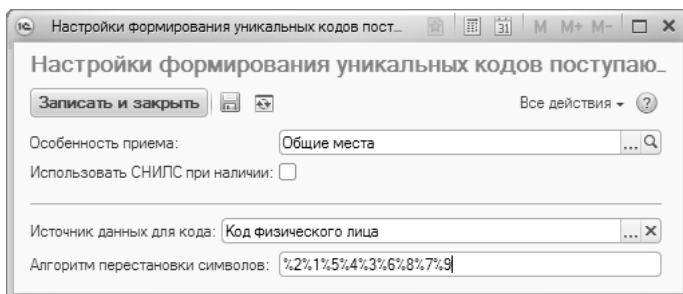 1С Настройки формирования уникальных кодов пост... 31 M M+ M-
Настройки формирования уникальных кодов поступаю...
Записать и закрыть Все действия ?
Особенность приема: Общие места ...
Использовать СНИЛС при наличии:
Источник данных для кода: Код физического лица ... ×
Алгоритм перестановки символов: %2%1%5%4%3%6%8%7%9